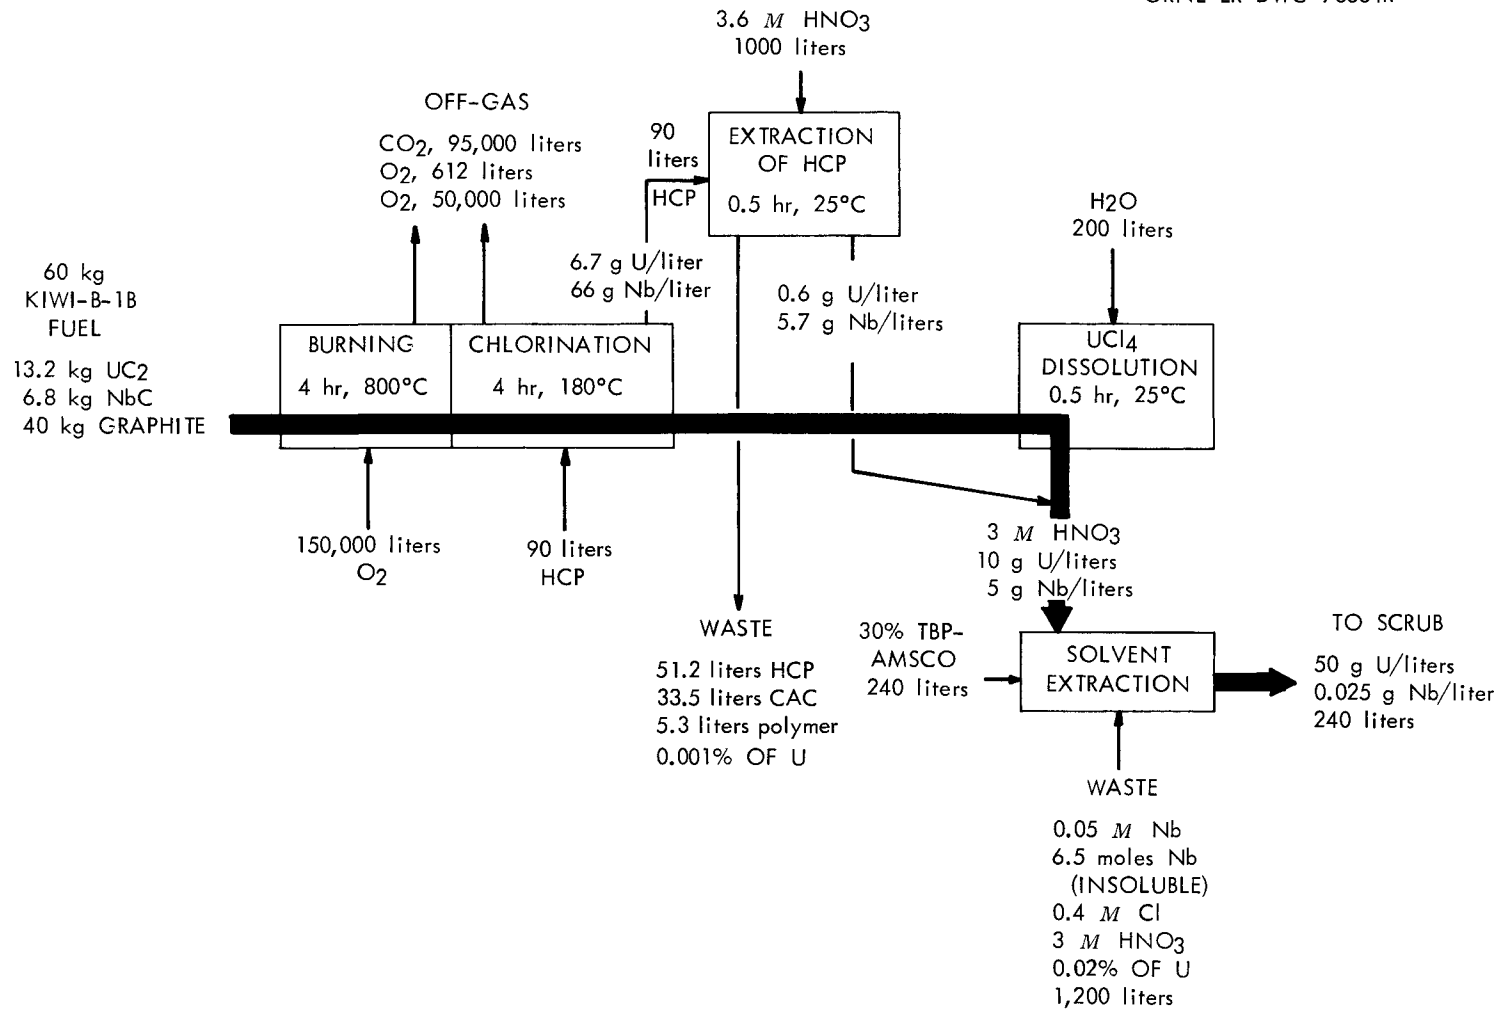 3.6 M HNO3
1000 liters
OFF-GAS
CO2, 95,000 liters
O2, 612 liters
O2, 50,000 liters
90
liters
HCP
EXTRACTION
OF HCP
0.5 hr, 25°C
H2O
200 liters
60 kg
KIWI-B-1B
FUEL
13.2 kg UC2
6.8 kg NbC
40 kg GRAPHITE
6.7 g U/liter
66 g Nb/liter
0.6 g U/liter
5.7 g Nb/liters
BURNING
4 hr, 800°C
CHLORINATION
4 hr, 180°C
UCl4
DISSOLUTION
0.5 hr, 25°C
150,000 liters
O2
90 liters
HCP
3 M HNO3
10 g U/liters
5 g Nb/liters
WASTE
51.2 liters HCP
33.5 liters CAC
5.3 liters polymer
0.001% OF U
30% TBP-
AMSCO
240 liters
SOLVENT
EXTRACTION
TO SCRUB
50 g U/liters
0.025 g Nb/liter
240 liters
WASTE
0.05 M Nb
6.5 moles Nb
(INSOLUBLE)
0.4 M Cl
3 M HNO3
0.02% OF U
1,200 liters